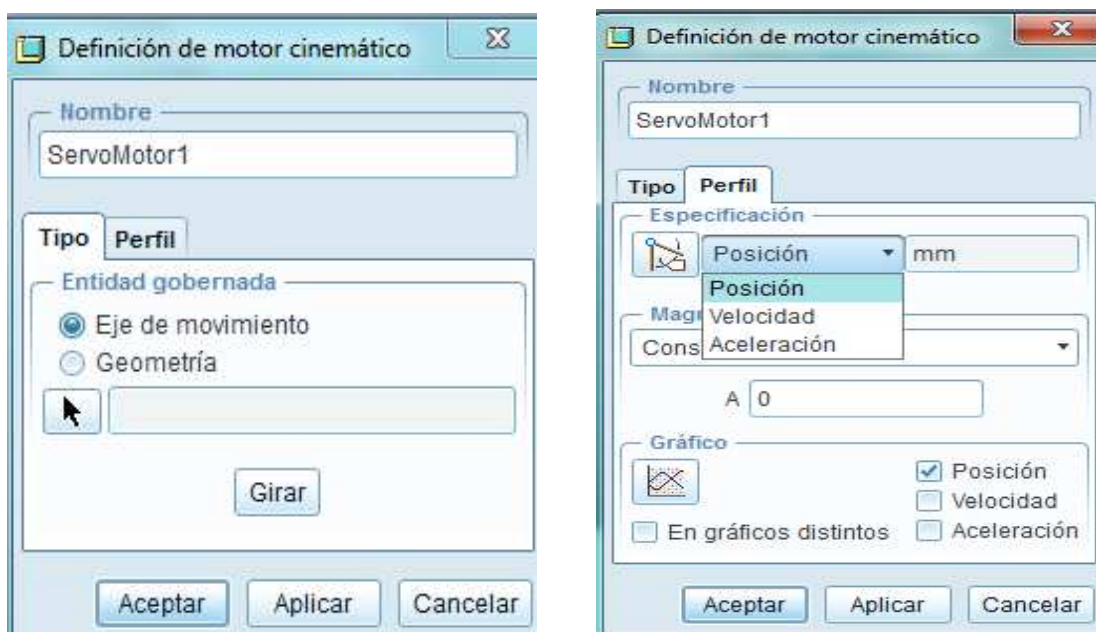 Definición de motor cinemático
Nombre
ServoMotor1
Tipo Perfil
Entidad gobernada
Eje de movimiento
Geometría
Girar
Aceptar Aplicar Cancelar
Definición de motor cinemático
Nombre
ServoMotor1
Tipo Perfil
Especificación
Posición mm
Posición
Velocidad
Aceleración
A 0
Gráfico
Posición
Velocidad
En gráficos distintos Aceleración
Aceptar Aplicar Cancelar